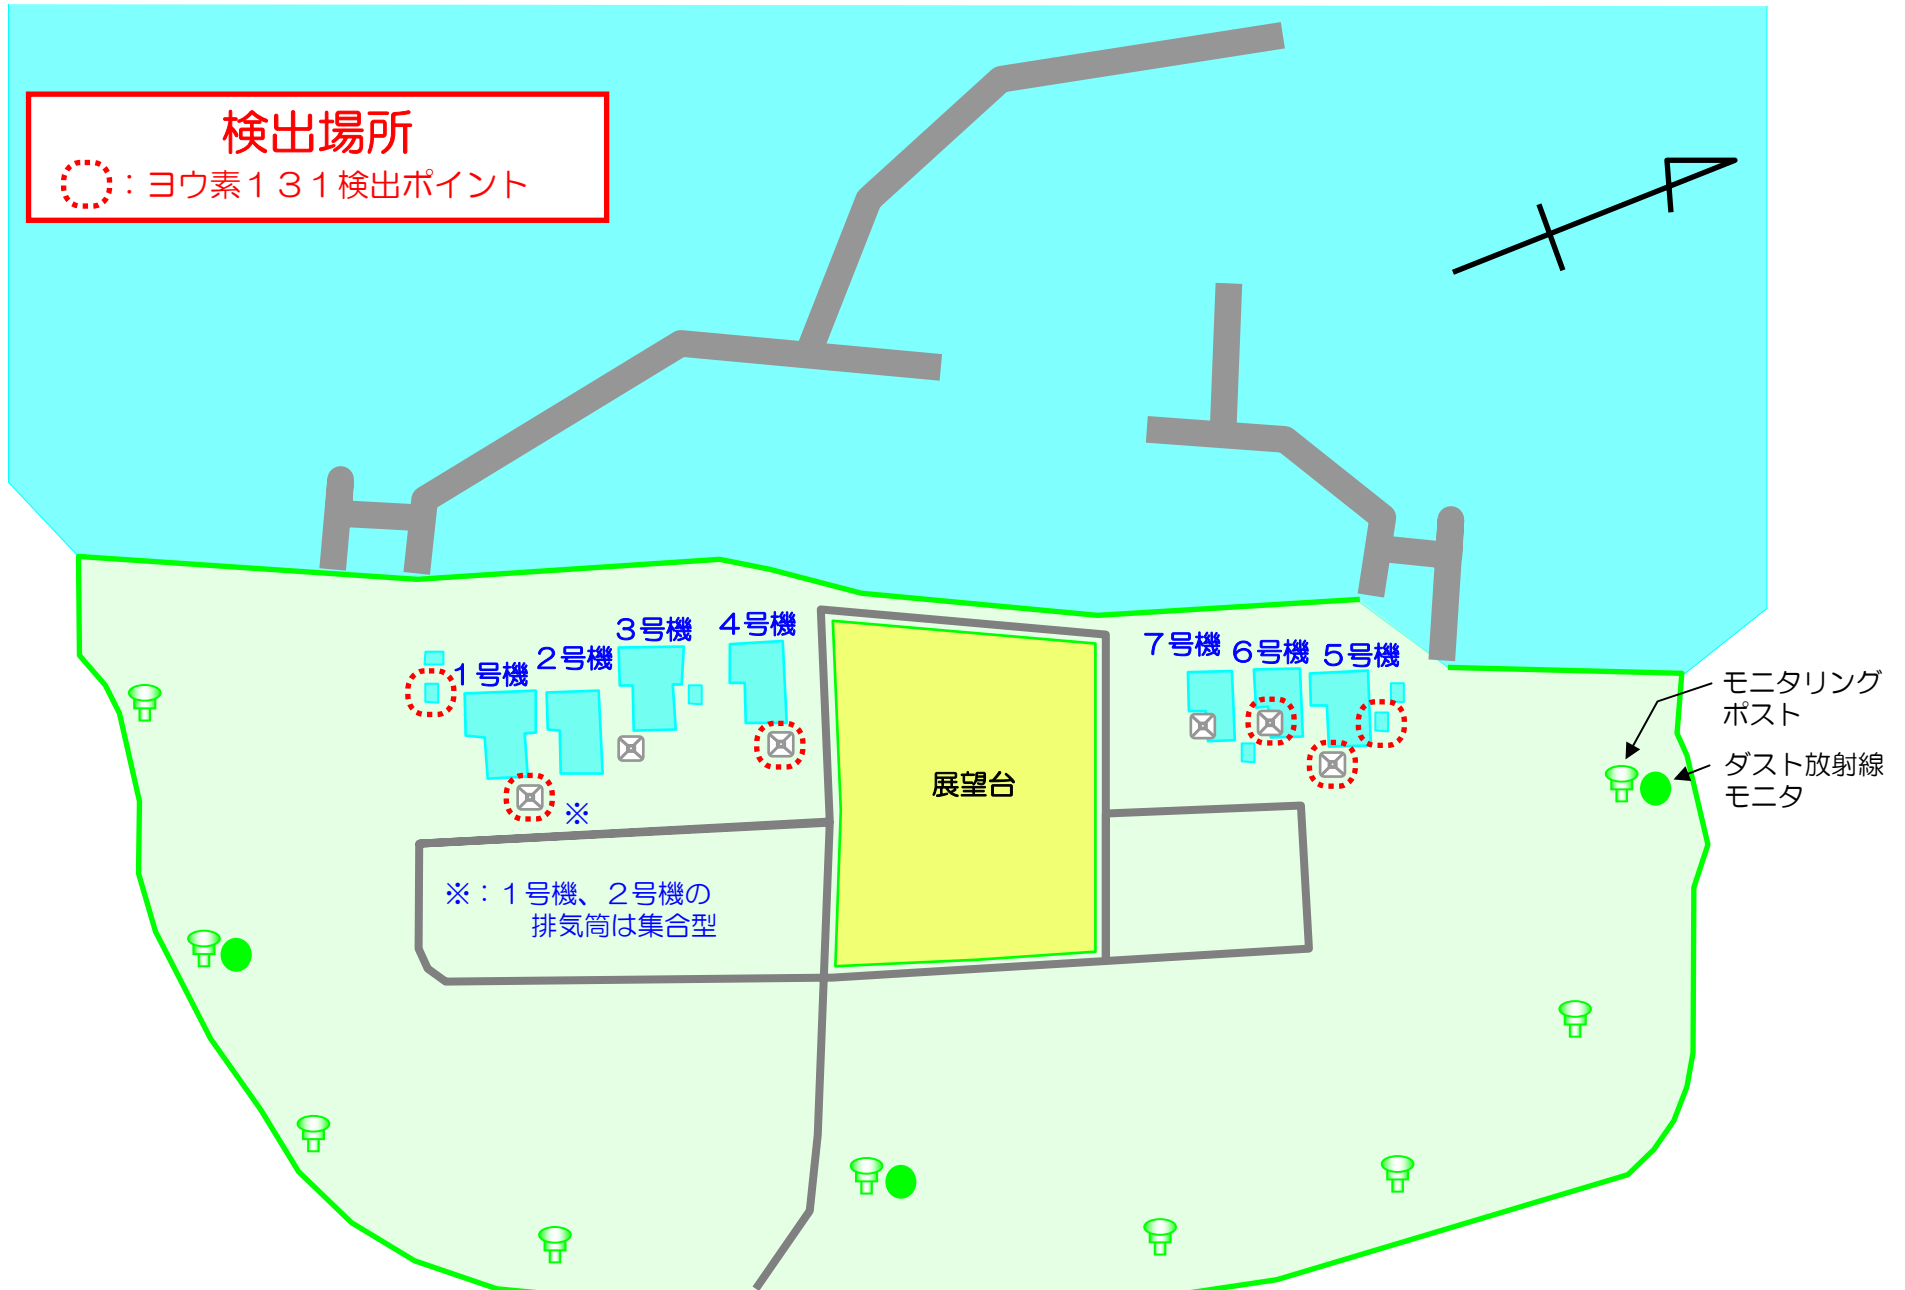 検出場所
：ヨウ素１３１検出ポイント
３号機
４号機
１号機
２号機
７号機
６号機
５号機
モニタリング
ポスト
ダスト放射線
モニタ
展望台
※
※：１号機、２号機の
排気筒は集合型